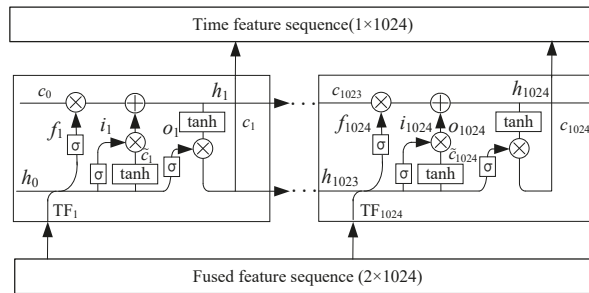 Time feature sequence(1×1024)
c₀ h₁ c₁₀₂₃ h₁₀₂₄
f₁ i₁ o₁ tanh c₁ ··· f₁₀₂₄ i₁₀₂₄ o₁₀₂₄ tanh c₁₀₂₄
σ σ c̃₁ σ σ σ c̃₁₀₂₄ σ
h₀ tanh ··· h₁₀₂₃ tanh
TF₁ TF₁₀₂₄
Fused feature sequence (2×1024)